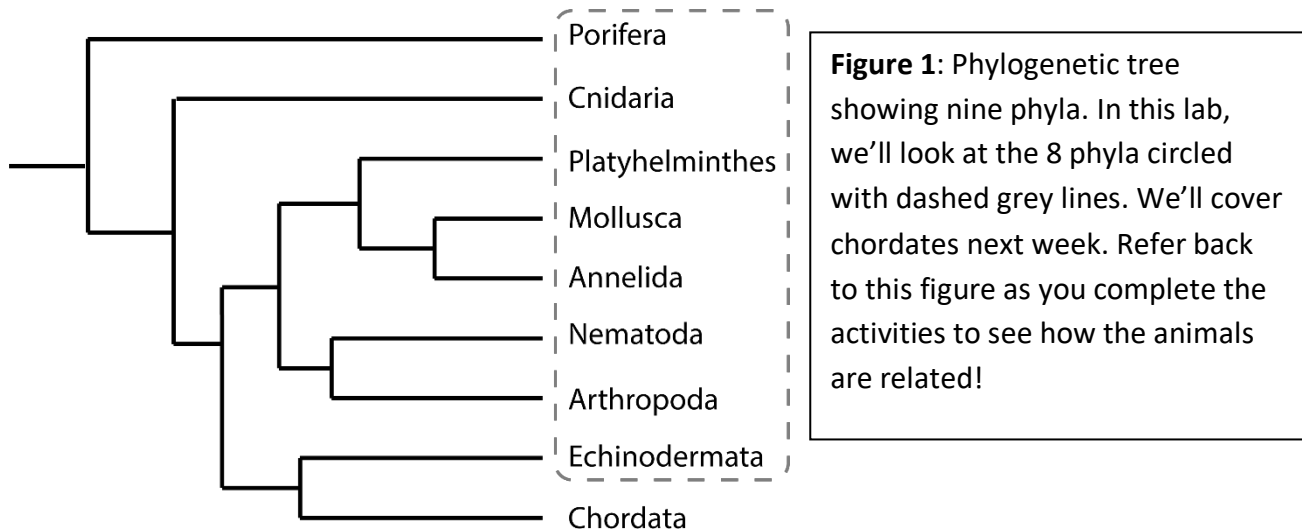 Porifera
Cnidaria
Platyhelminthes
Mollusca
Annelida
Nematoda
Arthropoda
Echinodermata
Chordata
Figure 1: Phylogenetic tree
showing nine phyla. In this lab,
we’ll look at the 8 phyla circled
with dashed grey lines. We’ll cover
chordates next week. Refer back
to this figure as you complete the
activities to see how the animals
are related!